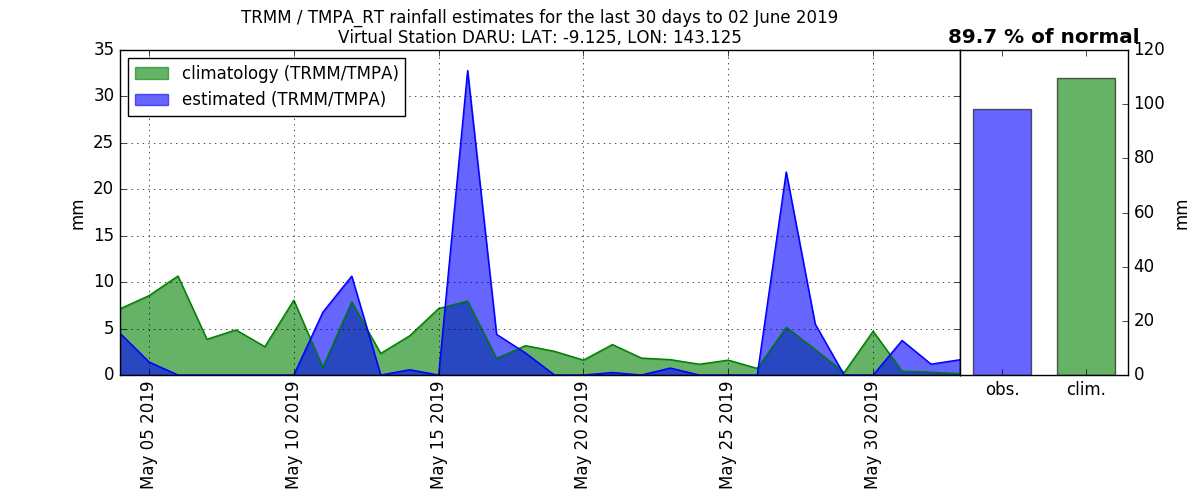 TRMM / TMPA_RT rainfall estimates for the last 30 days to 02 June 2019
Virtual Station DARU: LAT: -9.125, LON: 143.125
89.7 % of normal
climatology (TRMM/TMPA)
estimated (TRMM/TMPA)
35
30
25
20
15
10
5
0
mm
May 05 2019
May 10 2019
May 15 2019
May 20 2019
May 25 2019
May 30 2019
120
100
80
60
40
20
0
mm
obs.
clim.